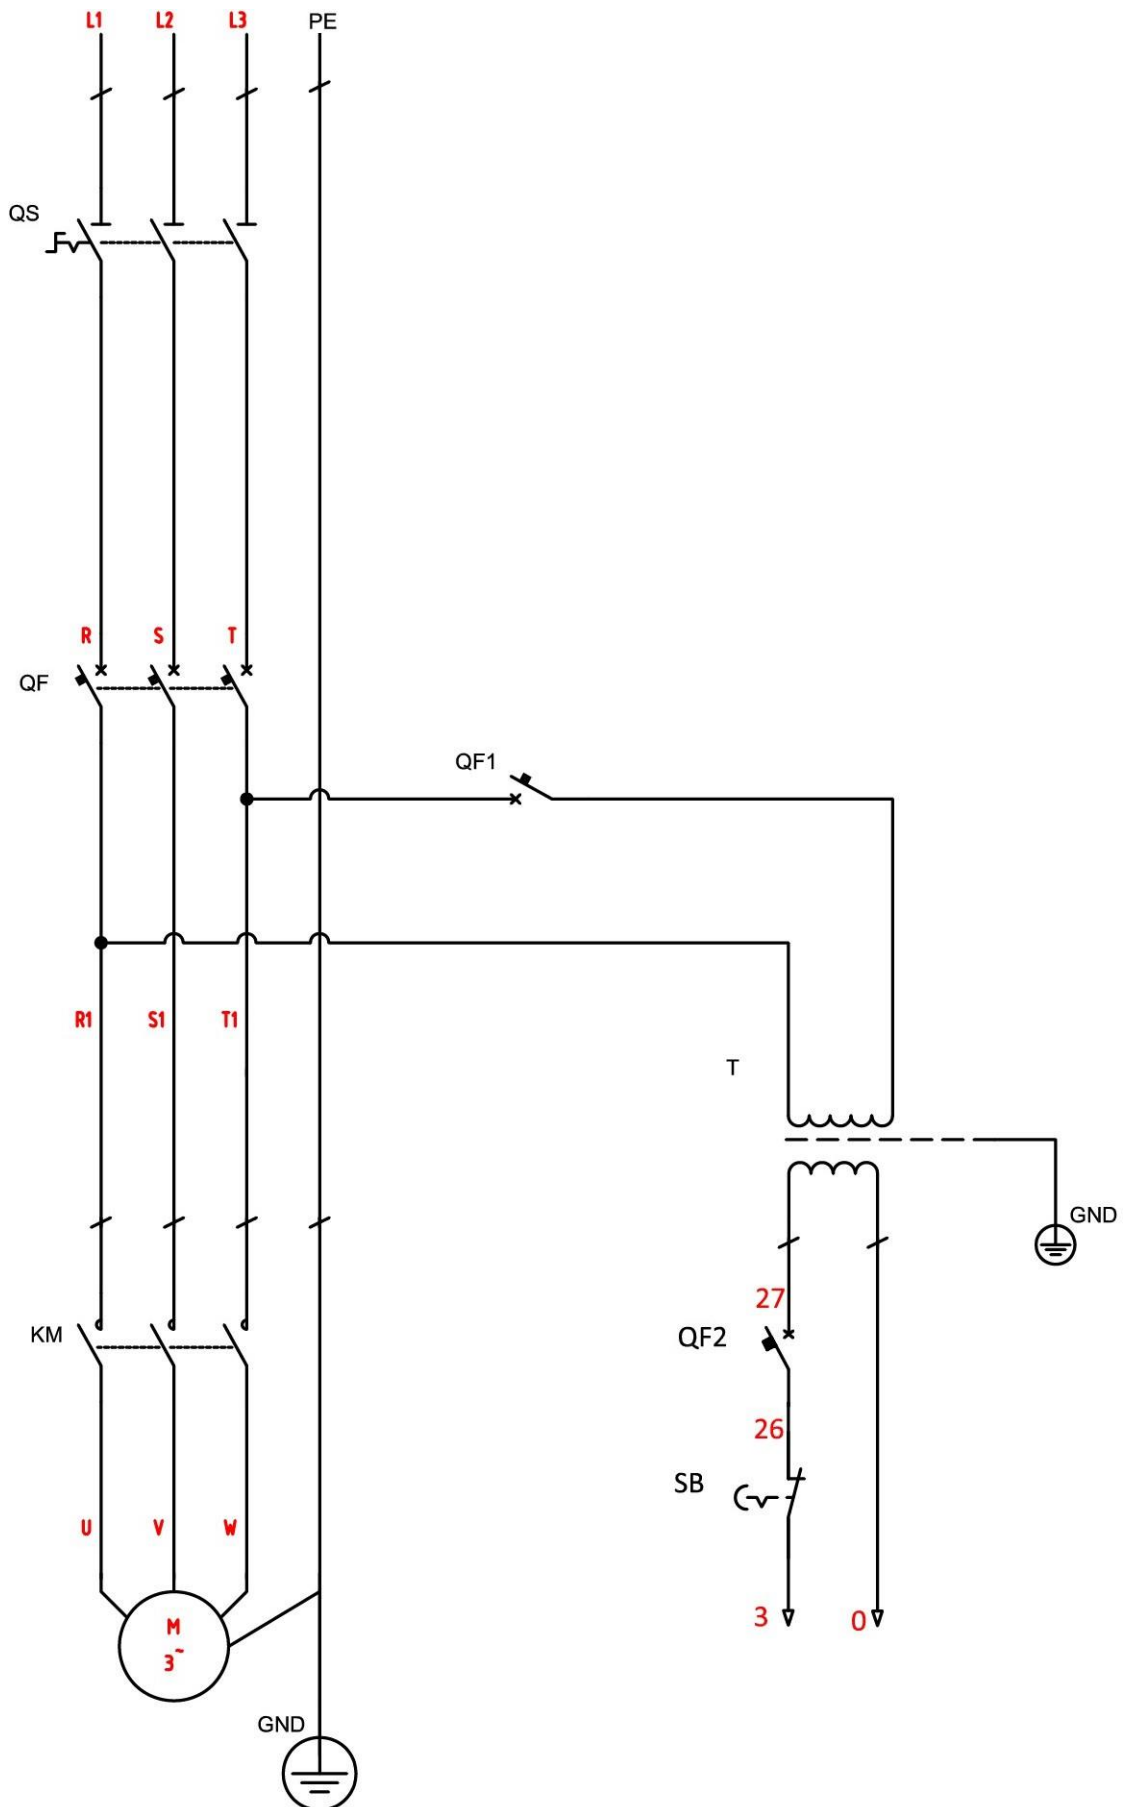 L1 L2 L3 PE
QS
R S T
QF
QF1
R1 S1 T1
T
GND
27
KM
QF2
26
SB
U V W
3 0
M
3~
GND